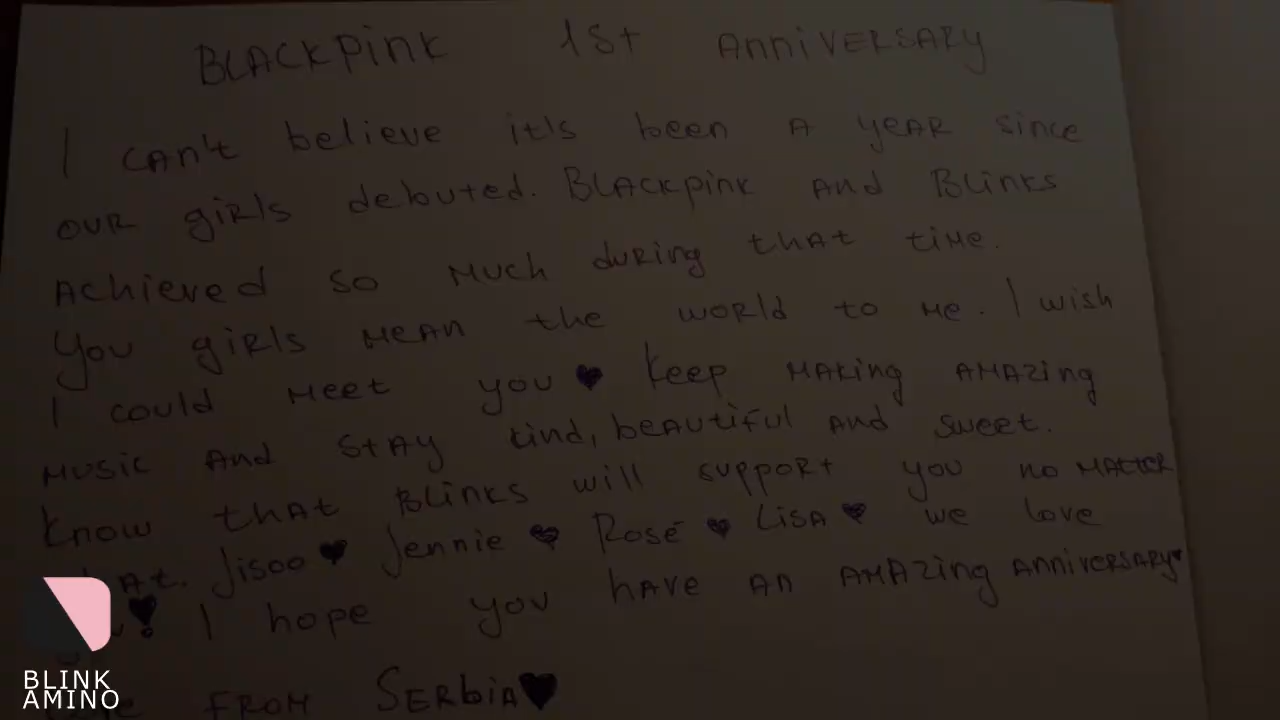 BLACKPINK 1st ANNIVERSARY
I can't believe it's been a year since
our girls debuted. Blackpink and Blinks
achieved so much during that time.
You girls mean the world to me. I wish
I could meet you ♥ Keep making amazing
music and stay kind, beautiful and sweet.
Know that Blinks will support you no matter
Jisoo ♥ Jennie ♥ Rosé ♥ Lisa ♥ we love
! I hope you have an amazing anniversary♥
from Serbia♥
BLINK
AMINO